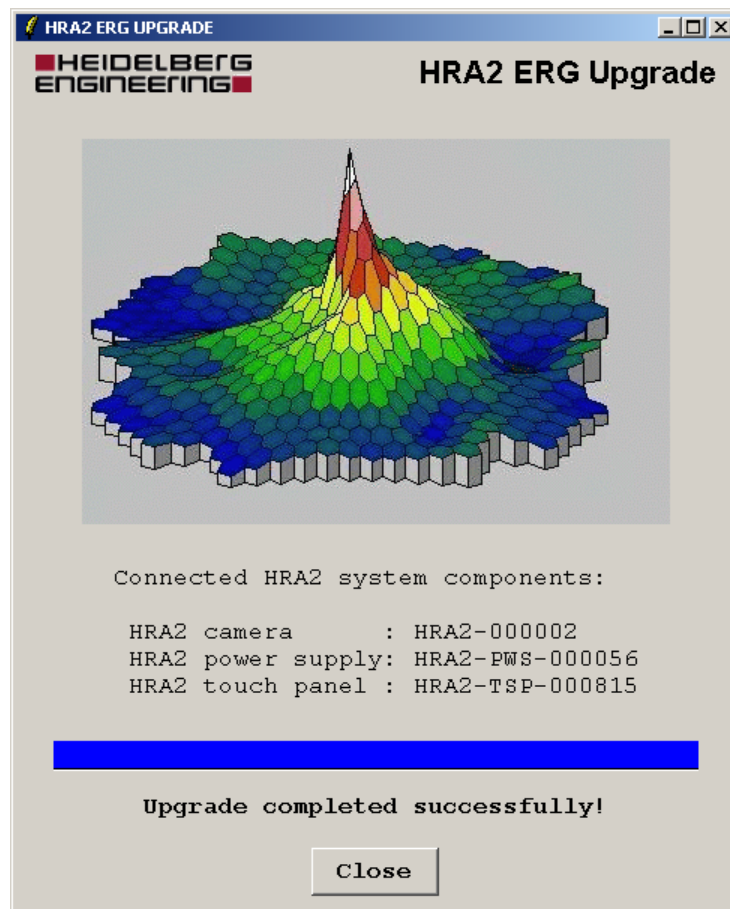 HRA2 ERG UPGRADE
HEIDELBERG
ENGINEERING
HRA2 ERG Upgrade
Connected HRA2 system components:
HRA2 camera      : HRA2-000002
HRA2 power supply: HRA2-PWS-000056
HRA2 touch panel : HRA2-TSP-000815
Upgrade completed successfully!
Close